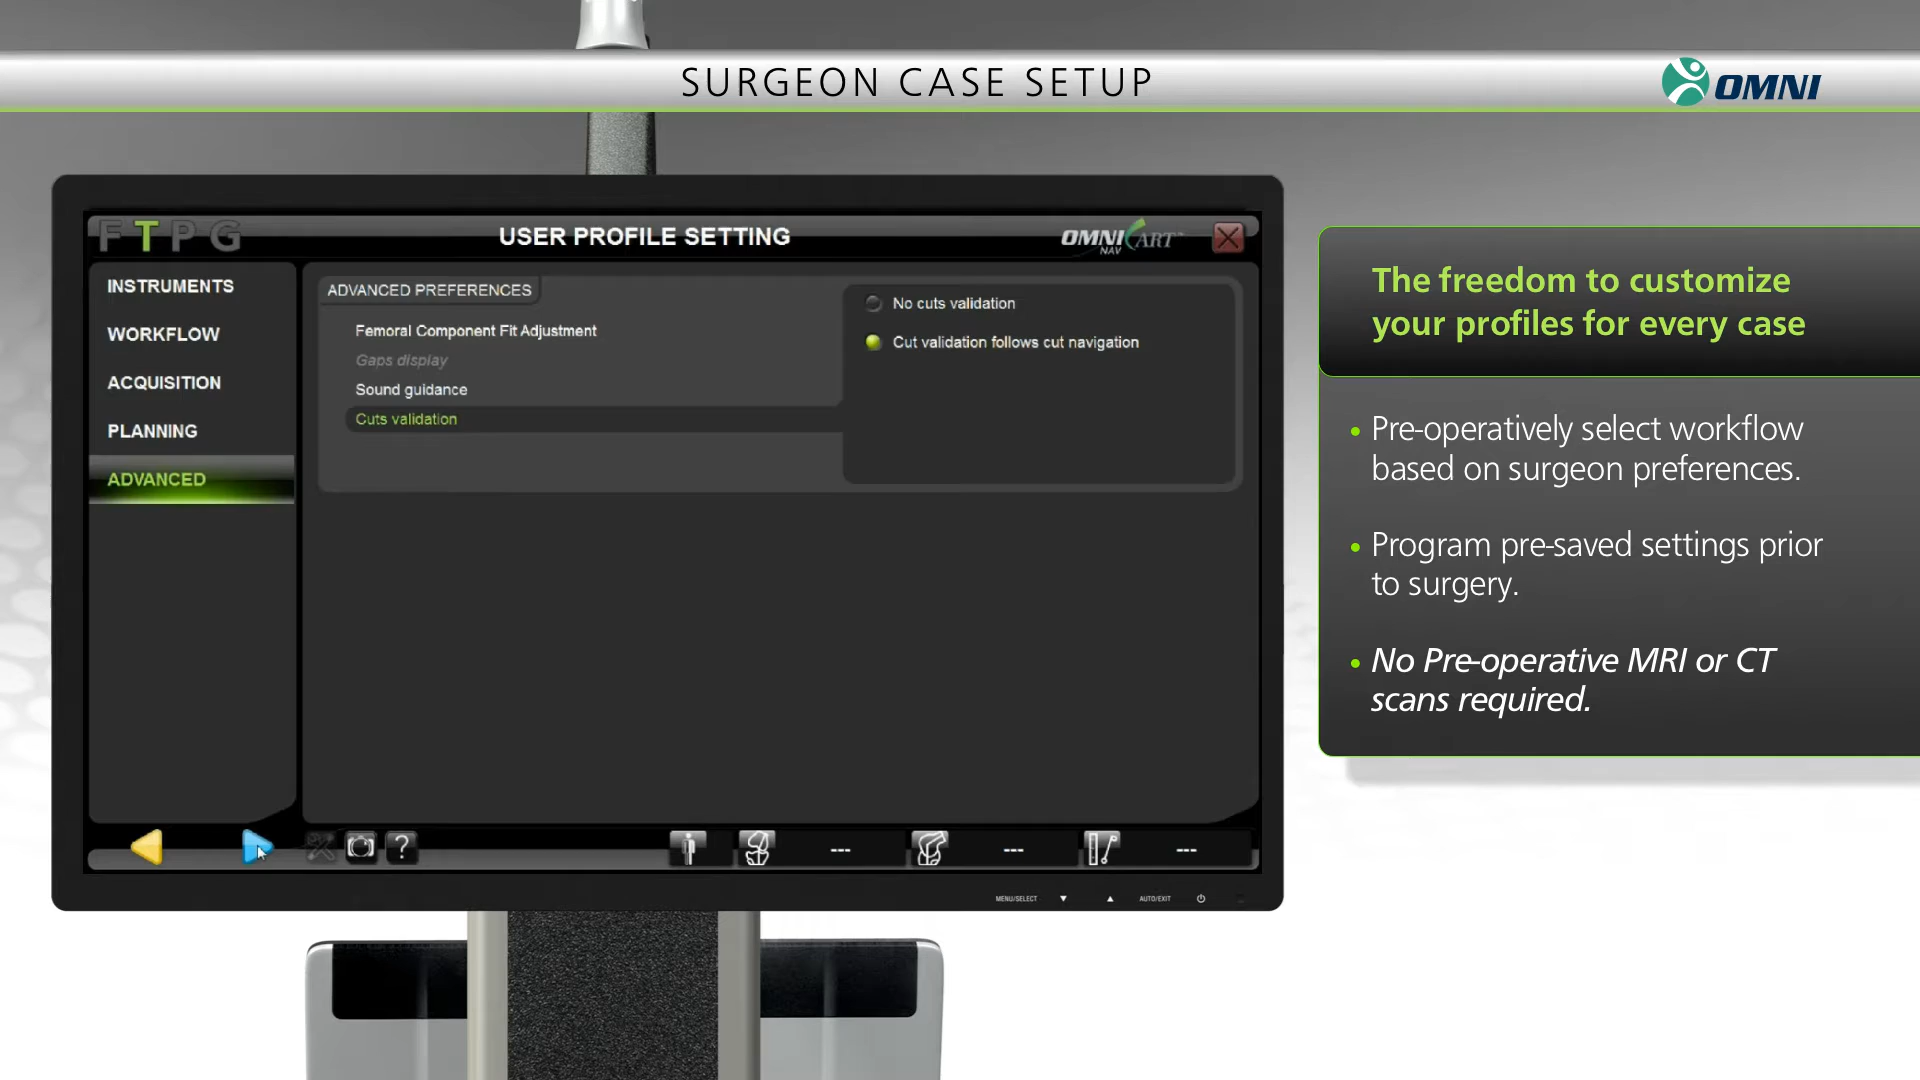 SURGEON CASE SETUP
OMNI
FTPG
USER PROFILE SETTING
OMNI CART™
NAV
INSTRUMENTS
WORKFLOW
ACQUISITION
PLANNING
ADVANCED
ADVANCED PREFERENCES
Femoral Component Fit Adjustment
Gaps display
Sound guidance
Cuts validation
No cuts validation
Cut validation follows cut navigation
?
---
---
---
MENU/SELECT ▼ ▲ AUTO/EXIT
The freedom to customize
your profiles for every case
• Pre-operatively select workflow
based on surgeon preferences.
• Program pre-saved settings prior
to surgery.
• No Pre-operative MRI or CT
scans required.